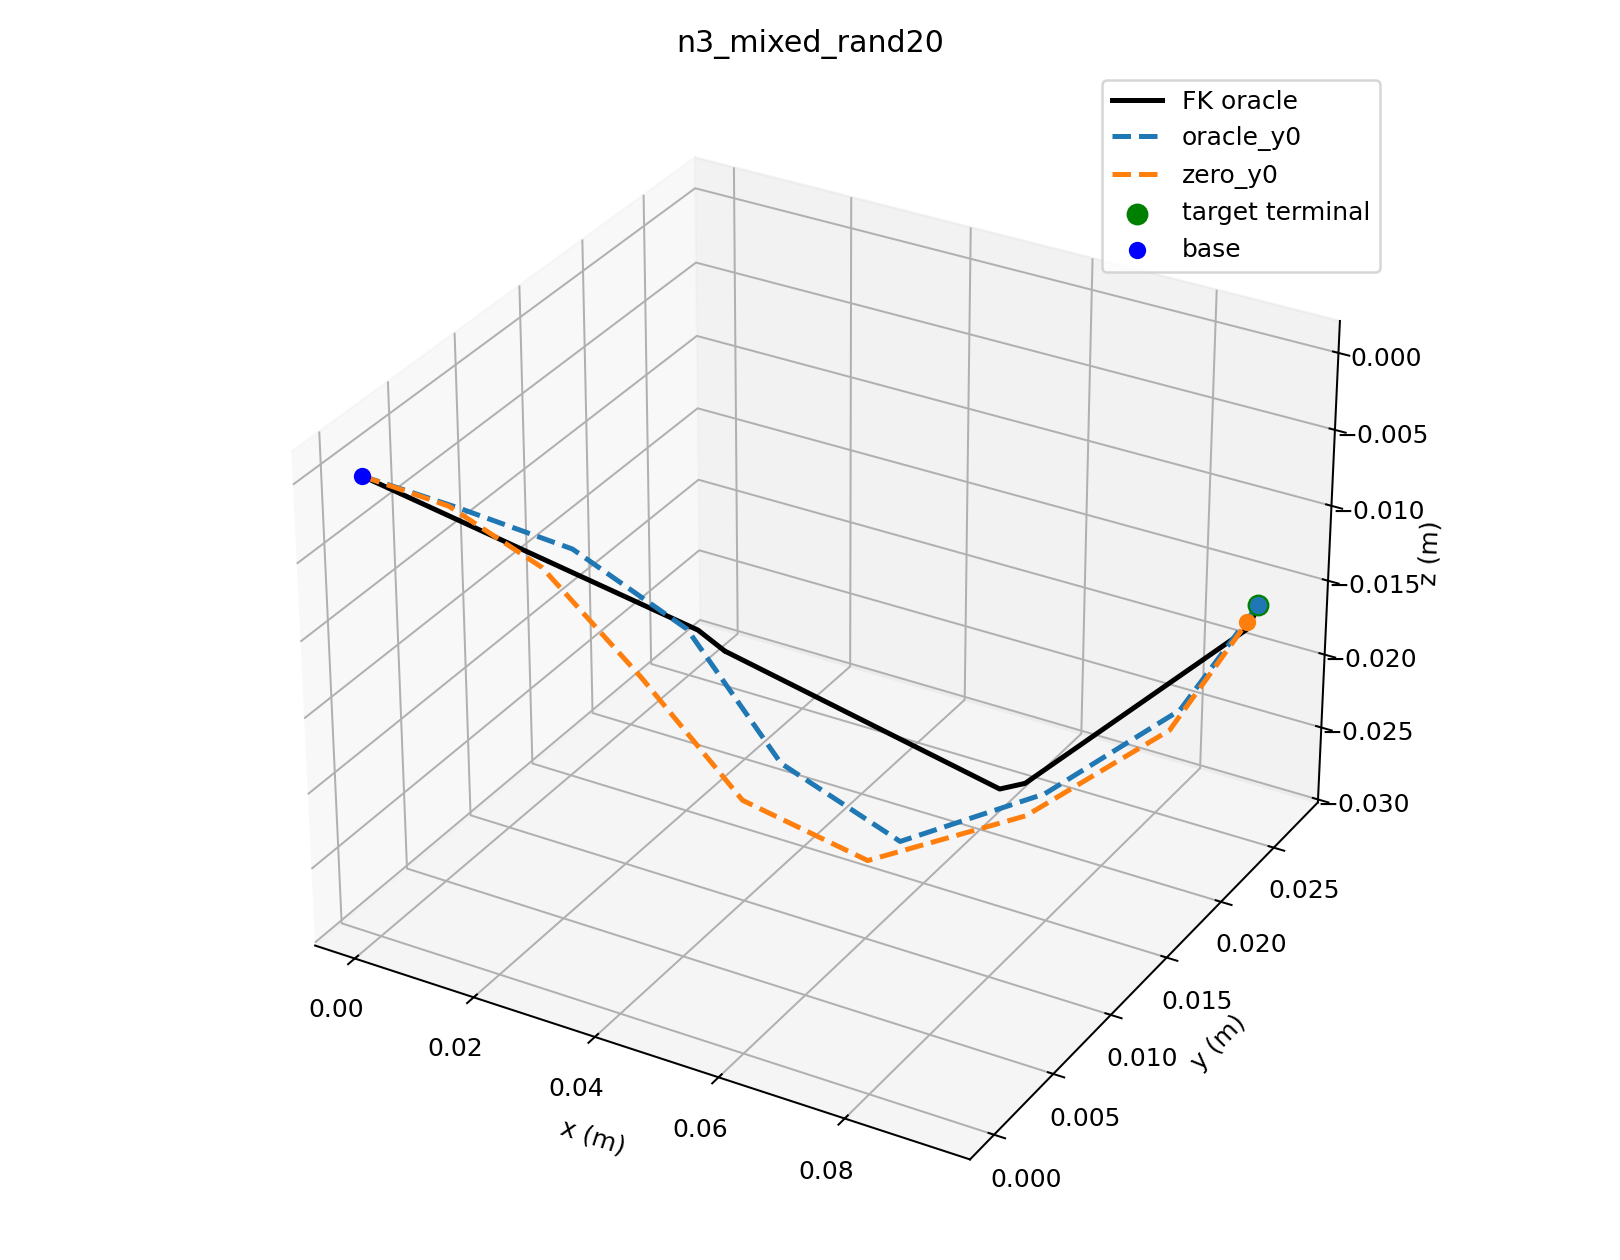 n3_mixed_rand20
FK oracle
oracle_y0
zero_y0
target terminal
base
0.000
−0.005
−0.010
−0.015
−0.020
−0.025
−0.030
z (m)
0.025
0.020
0.015
0.010
0.005
0.000
y (m)
0.00
0.02
0.04
0.06
0.08
x (m)